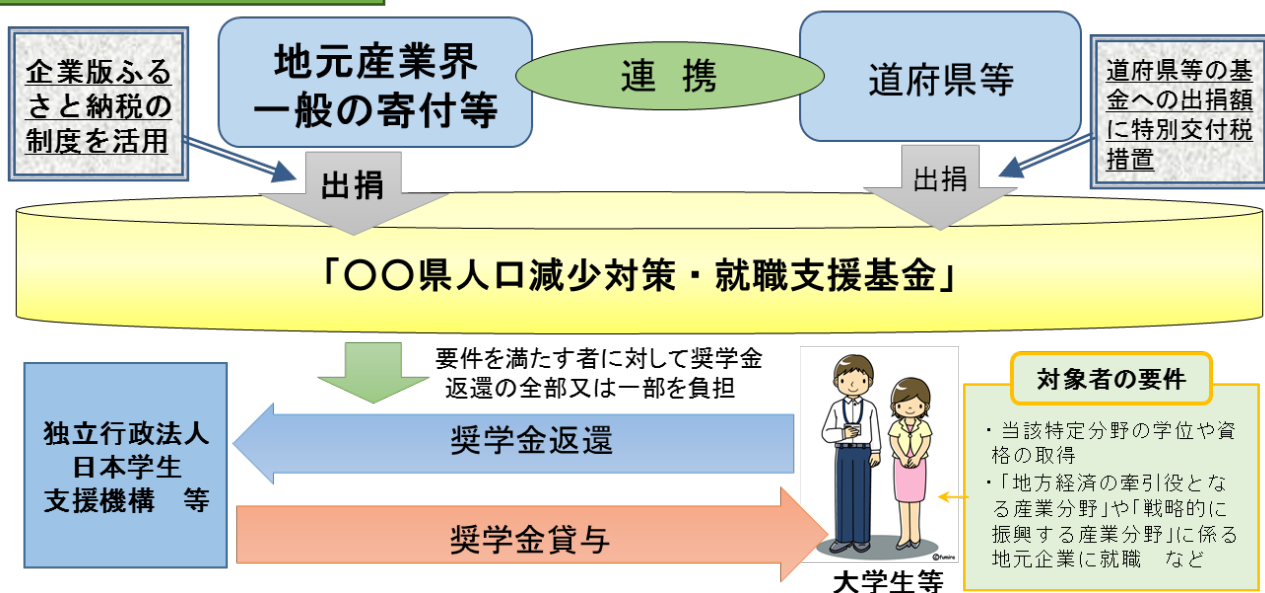 企業版ふる
さと納税の
制度を活用
地元産業界
一般の寄付等
連 携
道府県等
道府県等の基
金への出捐額
に特別交付税
措置
出捐
出捐
「〇〇県人口減少対策・就職支援基金」
要件を満たす者に対して奨学金
返還の全部又は一部を負担
独立行政法人
日本学生
支援機構 等
奨学金返還
奨学金貸与
©fumira
大学生等
対象者の要件
・当該特定分野の学位や資
格の取得
・「地方経済の牽引役とな
る産業分野」や「戦略的に
振興する産業分野」に係る
地元企業に就職 など